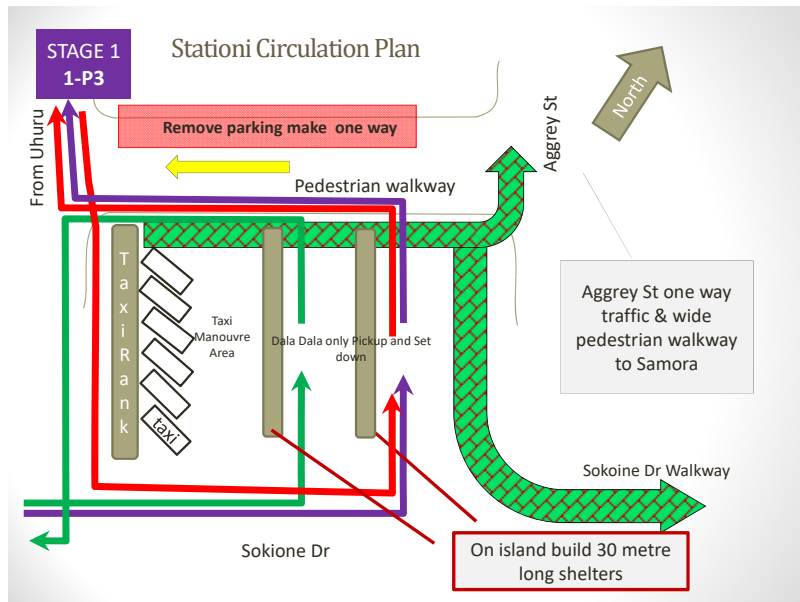 STAGE 1
1-P3
Stationi Circulation Plan
North
Remove parking make one way
From Uhuru
Aggrey St
Pedestrian walkway
Taxi Rank
Taxi
Manouvre
Area
Dala Dala only Pickup and Set
down
Aggrey St one way
traffic & wide
pedestrian walkway
to Samora
taxi
Sokoine Dr Walkway
Sokione Dr
On island build 30 metre
long shelters